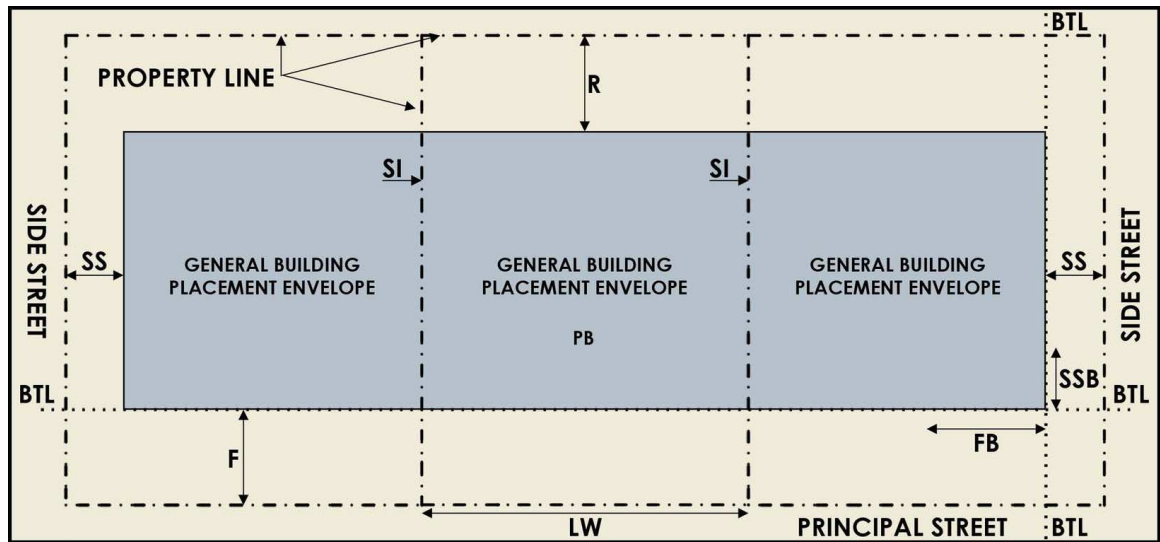 BTL
PROPERTY LINE
R
SI
SI
SIDE STREET
SS
GENERAL BUILDING
PLACEMENT ENVELOPE
GENERAL BUILDING
PLACEMENT ENVELOPE
PB
GENERAL BUILDING
PLACEMENT ENVELOPE
SS
SIDE STREET
SSB
BTL
BTL
F
FB
LW
PRINCIPAL STREET
BTL